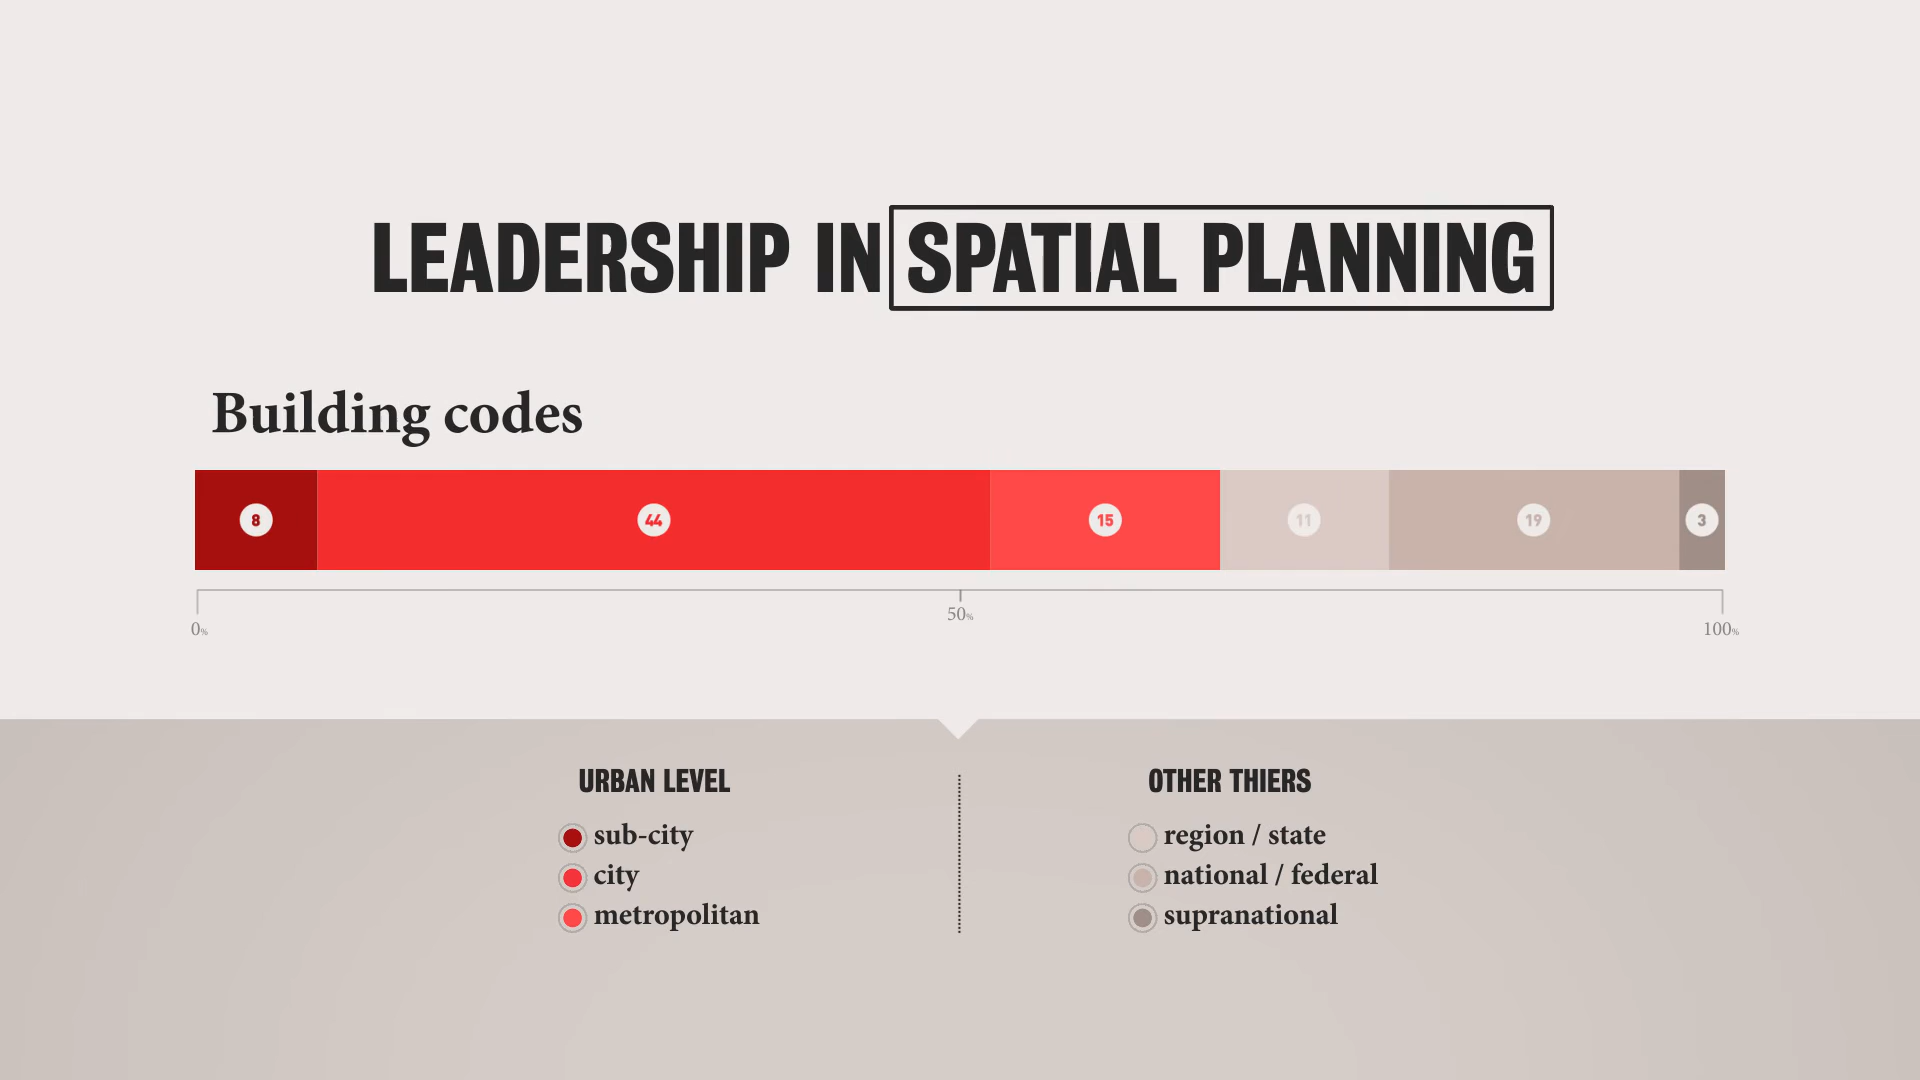 LEADERSHIP IN SPATIAL PLANNING
Building codes
8 44 15 11 19 3
0% 50% 100%
URBAN LEVEL
sub-city
city
metropolitan
OTHER THIERS
region / state
national / federal
supranational